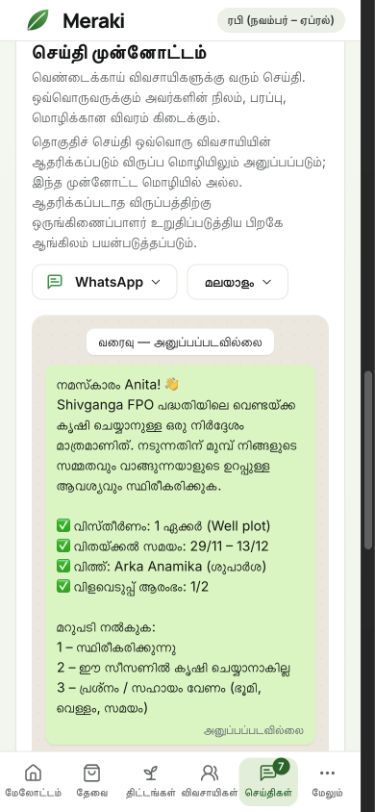 Meraki
ரபி (நவம்பர் – ஏப்ரல்)
செய்தி முன்னோட்டம்
வெண்டைக்காய் விவசாயிகளுக்கு வரும் செய்தி.
ஒவ்வொருவருக்கும் அவர்களின் நிலம், பரப்பு,
மொழிக்கான விவரம் கிடைக்கும்.
தொகுதிச் செய்தி ஒவ்வொரு விவசாயியின்
ஆதரிக்கப்படும் விருப்ப மொழியிலும் அனுப்பப்படும்;
இந்த முன்னோட்ட மொழியில் அல்ல.
ஆதரிக்கப்படாத விருப்பத்திற்கு
ஒருங்கிணைப்பாளர் உறுதிப்படுத்திய பிறகே
ஆங்கிலம் பயன்படுத்தப்படும்.
WhatsApp
മലയാളം
வரைவு — அனுப்பப்படவில்லை
നമസ്കാരം Anita! 👋
Shivganga FPO പദ്ധതിയിലെ വെണ്ടയ്ക്ക
കൃഷി ചെയ്യാനുള്ള ഒരു നിർദ്ദേശം
മാത്രമാണിത്. നടുന്നതിന് മുമ്പ് നിങ്ങളുടെ
സമ്മതവും വാങ്ങുന്നയാളുടെ ഉറപ്പുള്ള
ആവശ്യവും സ്ഥിരീകരിക്കുക.
✅ വിസ്തീർണം: 1 ഏക്കർ (Well plot)
✅ വിതയ്ക്കൽ സമയം: 29/11 – 13/12
✅ വിത്ത്: Arka Anamika (ശുപാർശ)
✅ വിളവെടുപ്പ് ആരംഭം: 1/2
മറുപടി നൽകുക:
1 – സ്ഥിരീകരിക്കുന്നു
2 – ഈ സീസണിൽ കൃഷി ചെയ്യാനാകില്ല
3 – പ്രശ്നം / സഹായം വേണം (ഭൂമി,
വെള്ളം, സമയം)
அனுப்பப்படவில்லை
7
மேலோட்டம்
தேவை
திட்டங்கள்
விவசாயிகள்
செய்திகள்
மேலும்